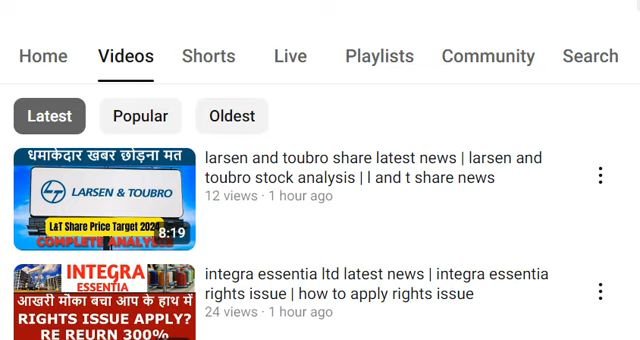 Home Videos Shorts Live Playlists Community Search
Latest Popular Oldest
धमाकेदार खबर छोड़ना मत
LARSEN & TOUBRO
L&T Share Price Target 2024
COMPLETE ANALYSIS
8:19
larsen and toubro share latest news | larsen and
toubro stock analysis | l and t share news
12 views · 1 hour ago
INTEGRA
ESSENTIA
आखरी मौका बचा आप के हाथ में
RIGHTS ISSUE APPLY?
RE REURN 300%
integra essentia ltd latest news | integra essentia
rights issue | how to apply rights issue
24 views · 1 hour ago